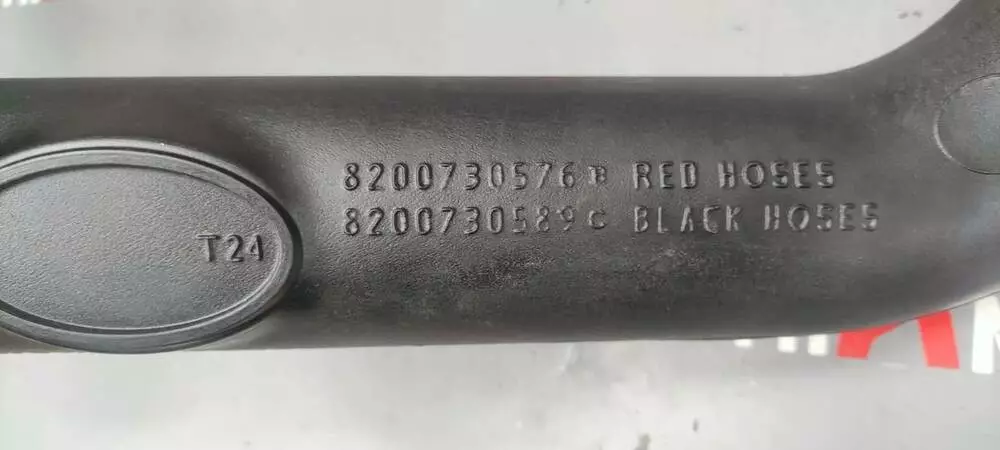 8200730576B RED HOSES
8200730589C BLACK HOSES
T24